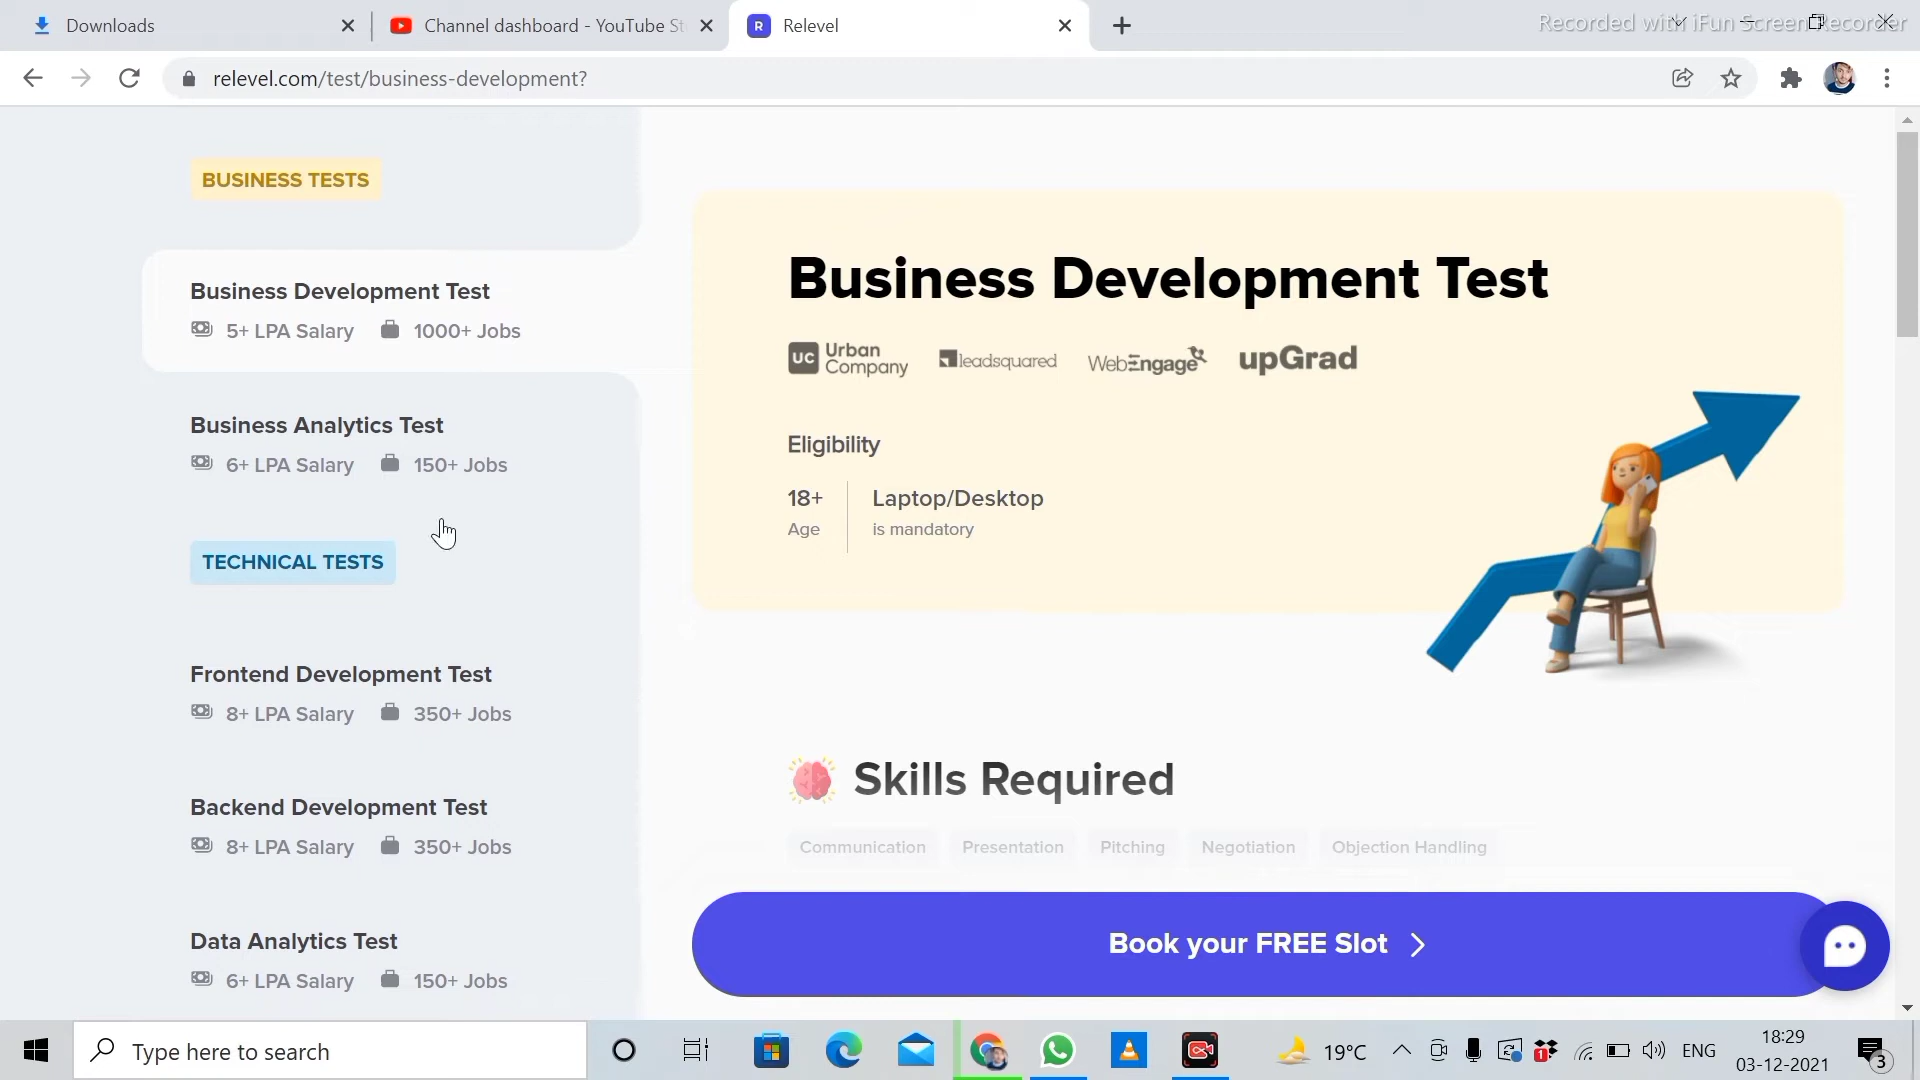 Downloads
Channel dashboard - YouTube St
R Relevel
Recorded with iFun Screen Recorder
relevel.com/test/business-development?
BUSINESS TESTS
Business Development Test
5+ LPA Salary 1000+ Jobs
Business Analytics Test
6+ LPA Salary 150+ Jobs
TECHNICAL TESTS
Frontend Development Test
8+ LPA Salary 350+ Jobs
Backend Development Test
8+ LPA Salary 350+ Jobs
Data Analytics Test
6+ LPA Salary 150+ Jobs
Business Development Test
UC Urban
Company
leadsquared
WebEngage
upGrad
Eligibility
18+ Laptop/Desktop
Age is mandatory
Skills Required
Communication Presentation Pitching Negotiation Objection Handling
Book your FREE Slot
Type here to search
19°C
1
ENG
18:29
03-12-2021
3